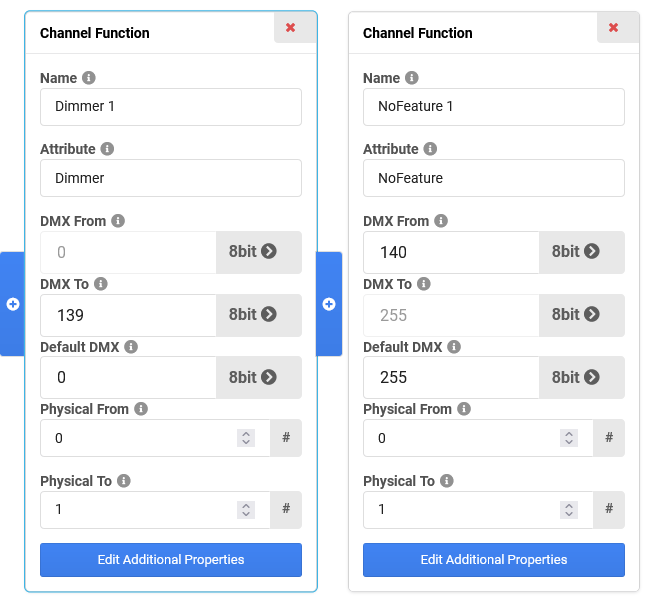 Channel Function
Name
Dimmer 1
Attribute
Dimmer
DMX From
0 8bit
DMX To
139 8bit
Default DMX
0 8bit
Physical From
0 #
Physical To
1 #
Edit Additional Properties
Channel Function
Name
NoFeature 1
Attribute
NoFeature
DMX From
140 8bit
DMX To
255 8bit
Default DMX
255 8bit
Physical From
0 #
Physical To
1 #
Edit Additional Properties